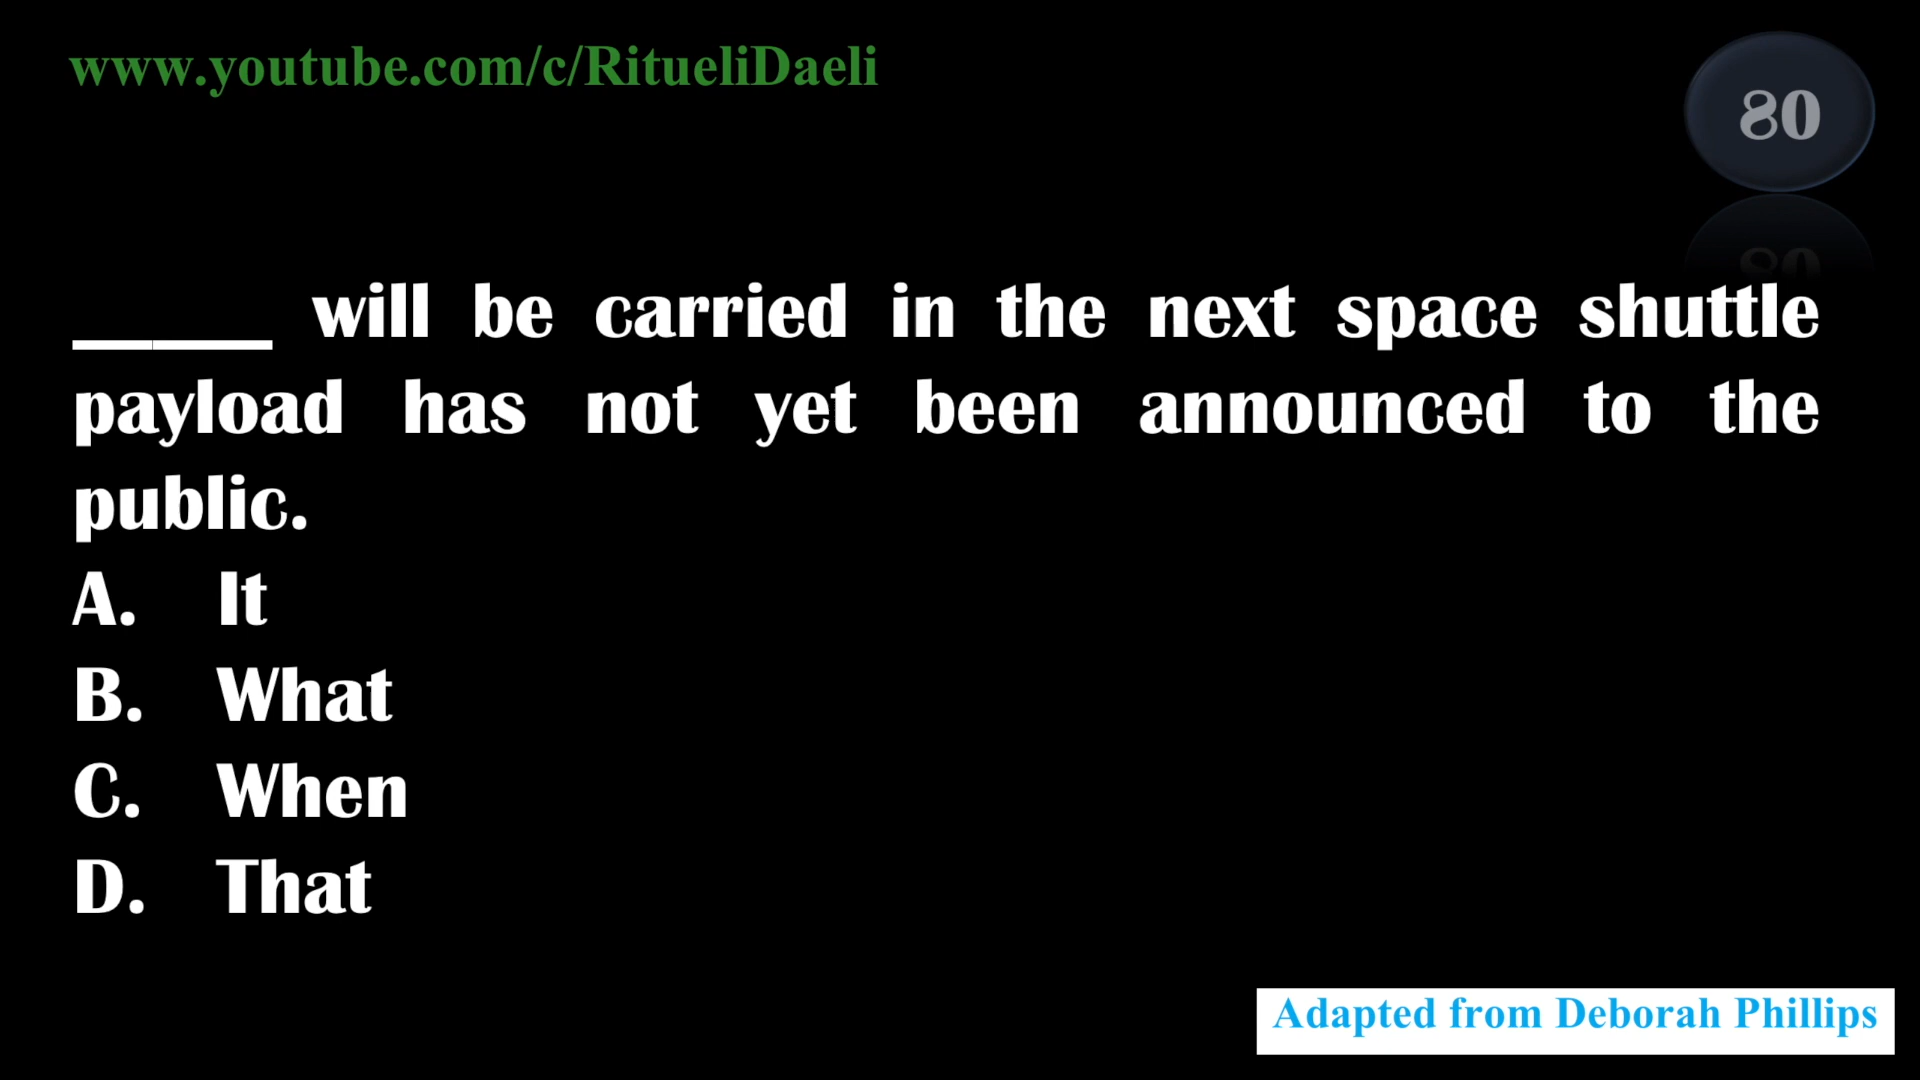 www.youtube.com/c/RitueliDaeli
80
_____ will be carried in the next space shuttle
payload has not yet been announced to the
public.
A. It
B. What
C. When
D. That
Adapted from Deborah Phillips